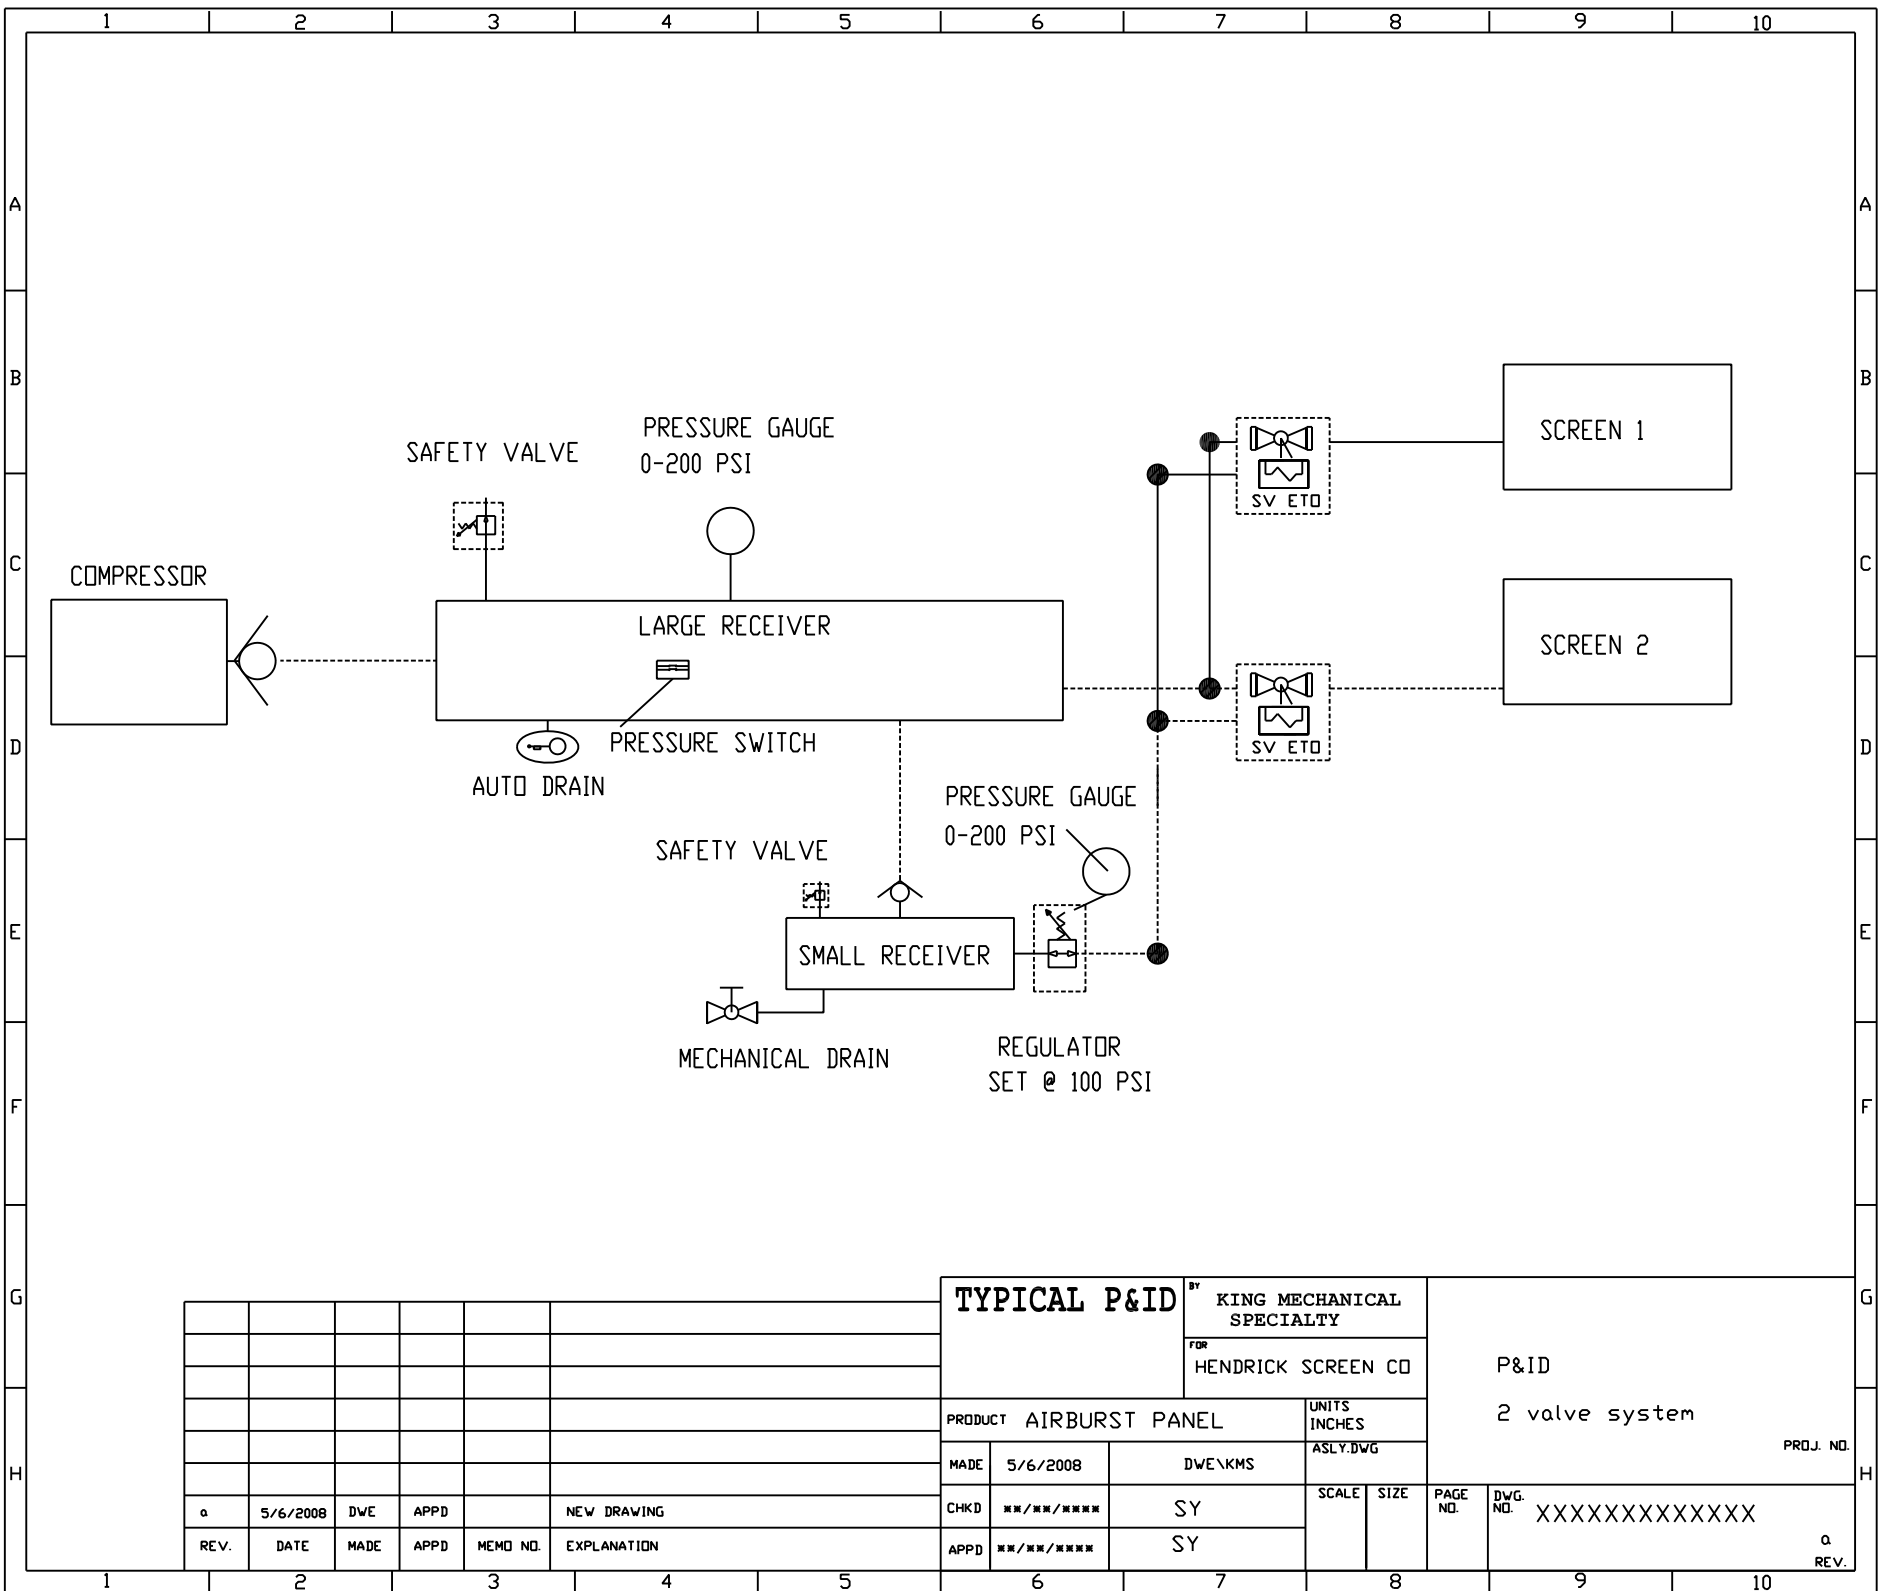 1 2 3 4 5 6 7 8 9 10
A A
B B
PRESSURE GAUGE
0-200 PSI
SAFETY VALVE
SCREEN 1
SV ETO
C C
COMPRESSOR
LARGE RECEIVER
SCREEN 2
PRESSURE SWITCH
SV ETO
D D
AUTO DRAIN
PRESSURE GAUGE
0-200 PSI
SAFETY VALVE
E E
SMALL RECEIVER
MECHANICAL DRAIN
REGULATOR
SET @ 100 PSI
F F
G G
TYPICAL P&ID
BY
KING MECHANICAL
SPECIALTY
FOR
HENDRICK SCREEN CO
P&ID
2 valve system
PROJ. NO.
PRODUCT AIRBURST PANEL
UNITS
INCHES
ASLY.DWG
MADE 5/6/2008 DWE\KMS
H H
SCALE SIZE PAGE NO. DWG. NO. XXXXXXXXXXXXX
CHKD **/**/**** SY
APPD **/**/**** SY
a
REV.
a 5/6/2008 DWE APPD NEW DRAWING
REV. DATE MADE APPD MEMO NO. EXPLANATION
1 2 3 4 5 6 7 8 9 10